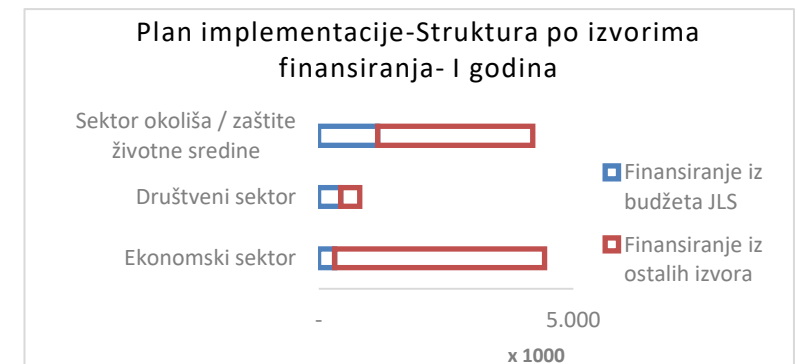 Plan implementacije-Struktura po izvorima
finansiranja- I godina
Sektor okoliša / zaštite
životne sredine
Društveni sektor
Ekonomski sektor
Finansiranje iz
budžeta JLS
Finansiranje iz
ostalih izvora
-
5.000
x 1000